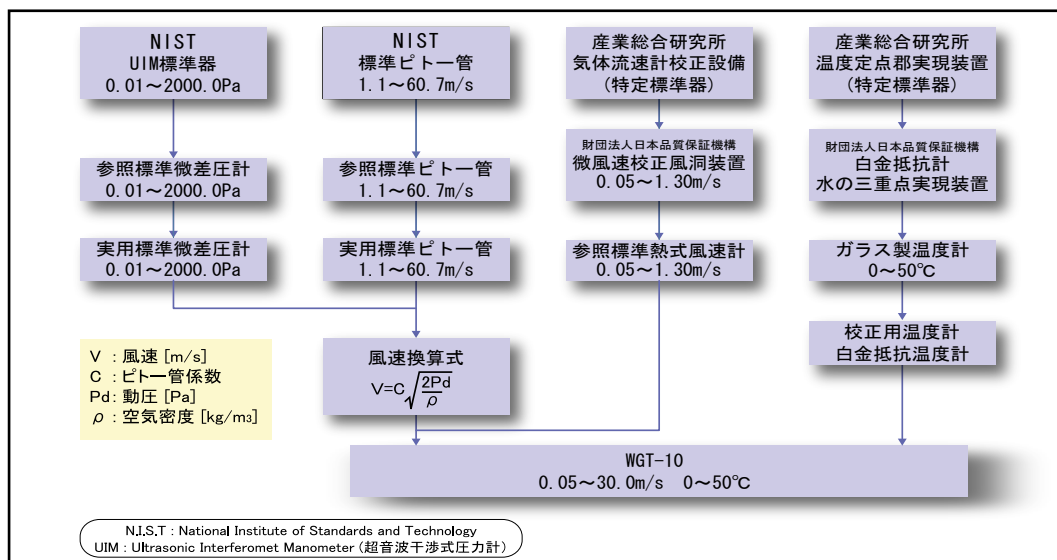 NIST
UIM標準器
0.01～2000.0Pa
NIST
標準ピトー管
1.1～60.7m/s
産業総合研究所
気体流速計校正設備
(特定標準器)
産業総合研究所
温度定点郡実現装置
(特定標準器)
参照標準微差圧計
0.01～2000.0Pa
参照標準ピトー管
1.1～60.7m/s
財団法人日本品質保証機構
微風速校正風洞装置
0.05～1.30m/s
財団法人日本品質保証機構
白金抵抗計
水の三重点実現装置
実用標準微差圧計
0.01～2000.0Pa
実用標準ピトー管
1.1～60.7m/s
参照標準熱式風速計
0.05～1.30m/s
ガラス製温度計
0～50℃
校正用温度計
白金抵抗温度計
風速換算式
V=C√2Pd/ρ
V : 風速 [m/s]
C : ピトー管係数
Pd: 動圧 [Pa]
ρ : 空気密度 [kg/m3]
WGT-10
0.05～30.0m/s 0～50℃
N.I.S.T : National Institute of Standards and Technology
UIM : Ultrasonic Interferomet Manometer (超音波干渉式圧力計)